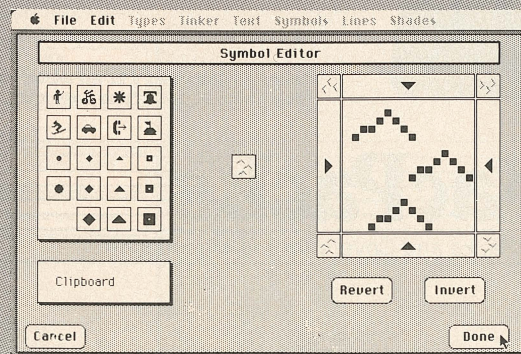 File Edit Types Tinker Text Symbols Lines Shades
Symbol Editor
Clipboard
Revert Invert
Cancel Done